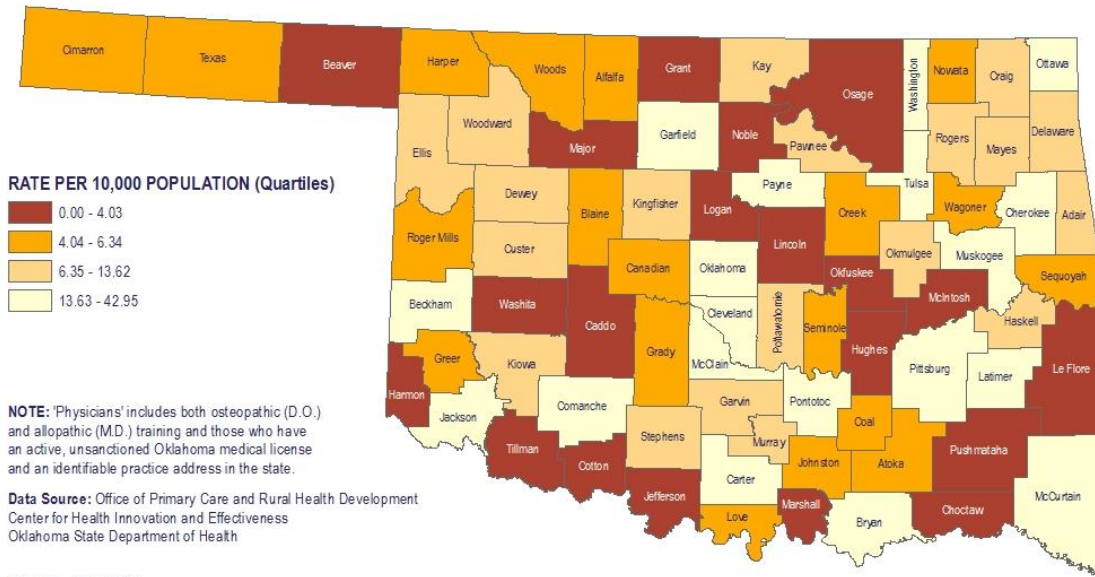 Cimarron
Texas
Beaver
Harper
Woods
Alfalfa
Grant
Kay
Osage
Washington
Nowata
Craig
Ottawa
Woodward
Ellis
Major
Garfield
Noble
Pawnee
Rogers
Mayes
Delaware
RATE PER 10,000 POPULATION (Quartiles)
0.00 - 4.03
4.04 - 6.34
6.35 - 13.62
13.63 - 42.95
Dewey
Blaine
Kingfisher
Logan
Payne
Creek
Tulsa
Wagoner
Cherokee
Adair
Roger Mills
Custer
Canadian
Oklahoma
Lincoln
Okmulgee
Muskogee
Sequoyah
Beckham
Washita
Caddo
Cleveland
Pottawatomie
Seminole
Okfuskee
McIntosh
Haskell
Harmon
Greer
Kiowa
Grady
McClain
Hughes
Pittsburg
Latimer
Le Flore
Jackson
Comanche
Stephens
Garvin
Murray
Pontotoc
Coal
Atoka
Pushmataha
McCurtain
Tillman
Cotton
Jefferson
Carter
Johnston
Love
Marshall
Bryan
Choctaw
NOTE: 'Physicians' includes both osteopathic (D.O.)
and allopathic (M.D.) training and those who have
an active, unsanctioned Oklahoma medical license
and an identifiable practice address in the state.
Data Source: Office of Primary Care and Rural Health Development
Center for Health Innovation and Effectiveness
Oklahoma State Department of Health